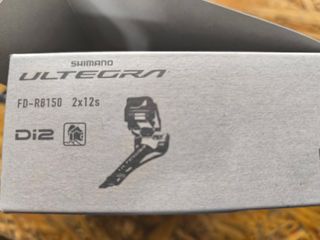 SHIMANO
ULTEGRA
FD-R8150 2x12s
Di2